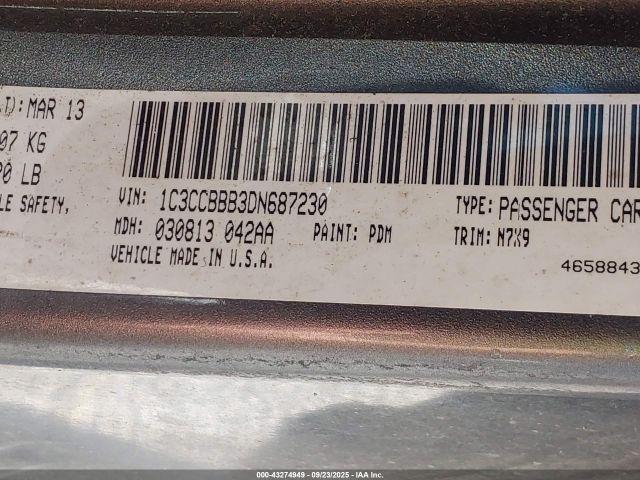 MAR 13
07 KG
0 LB
LE SAFETY,
VIN: 1C3CCBBB3DN687230
TYPE: PASSENGER CAR
MDH: 030813 042AA
PAINT: PDM
TRIM: N7X9
VEHICLE MADE IN U.S.A.
4658843
000-43274949 - 09/23/2025 - IAA Inc.